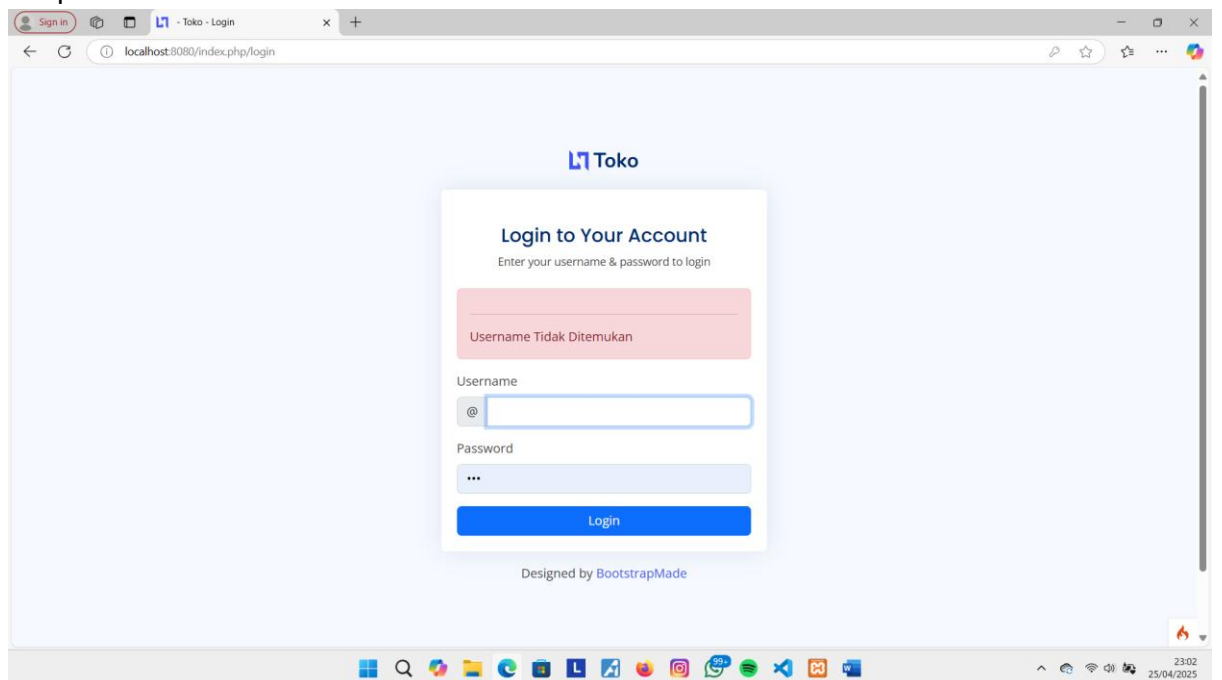 Sign in
- Toko - Login
localhost:8080/index.php/login
Toko
Login to Your Account
Enter your username & password to login
Username Tidak Ditemukan
Username
@
Password
•••
Login
Designed by BootstrapMade
99+
23:02
25/04/2025